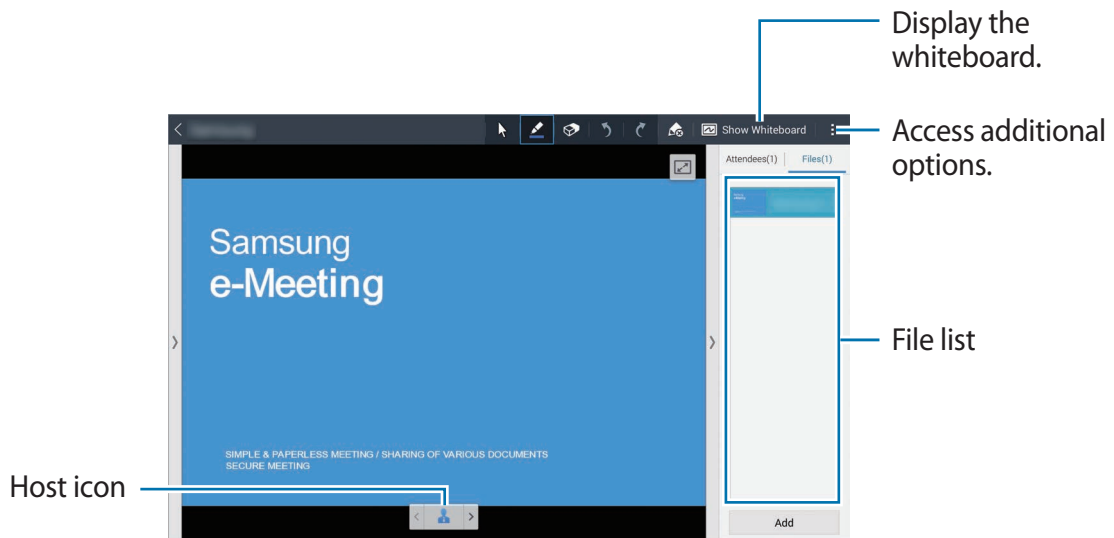 Display the
whiteboard.
Show Whiteboard
Access additional
options.
Attendees(1)
Files(1)
Samsung
e-Meeting
File list
SIMPLE & PAPERLESS MEETING / SHARING OF VARIOUS DOCUMENTS
SECURE MEETING
Host icon
Add